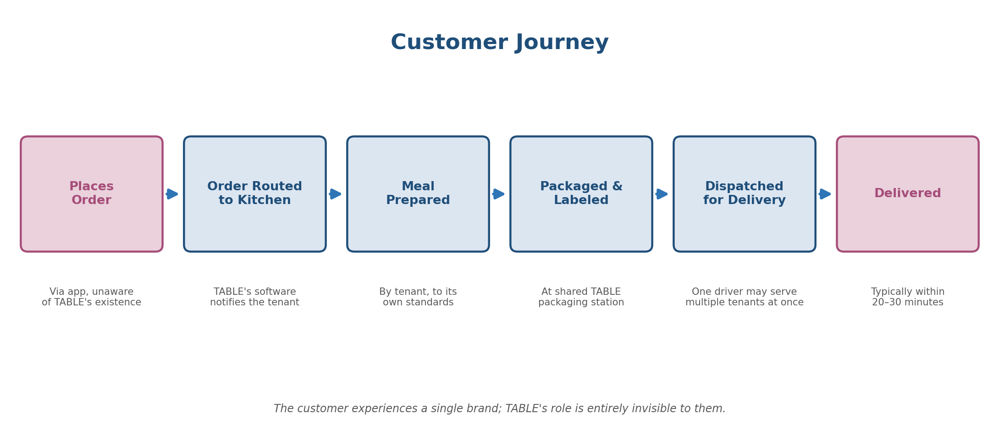 Customer Journey
Places
Order
Order Routed
to Kitchen
Meal
Prepared
Packaged &
Labeled
Dispatched
for Delivery
Delivered
Via app, unaware
of TABLE's existence
TABLE's software
notifies the tenant
By tenant, to its
own standards
At shared TABLE
packaging station
One driver may serve
multiple tenants at once
Typically within
20–30 minutes
The customer experiences a single brand; TABLE's role is entirely invisible to them.